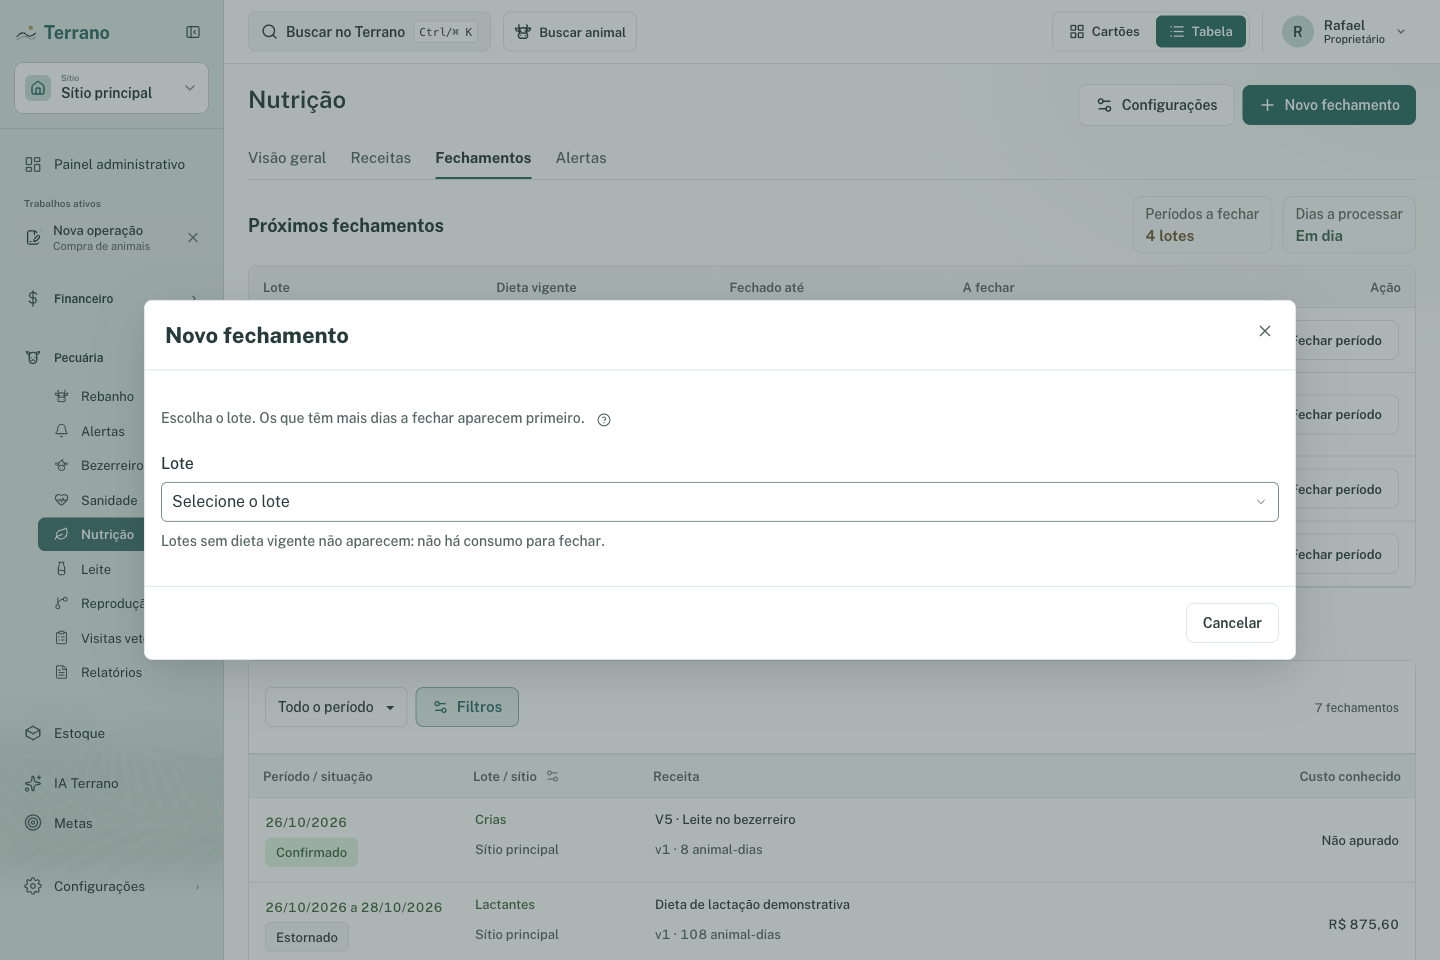 Terrano
Buscar no Terrano Ctrl/⌘ K
Buscar animal
Cartões
Tabela
R
Rafael
Proprietário
Sítio
Sítio principal
Painel administrativo
Trabalhos ativos
Nova operação
Compra de animais
Financeiro
Pecuária
Rebanho
Alertas
Bezerreiro
Sanidade
Nutrição
Leite
Reproduçã
Visitas vet
Relatórios
Estoque
IA Terrano
Metas
Configurações
Nutrição
Configurações
Novo fechamento
Visão geral
Receitas
Fechamentos
Alertas
Próximos fechamentos
Períodos a fechar
4 lotes
Dias a processar
Em dia
Lote
Dieta vigente
Fechado até
A fechar
Ação
Fechar período
Fechar período
Fechar período
Fechar período
Novo fechamento
Escolha o lote. Os que têm mais dias a fechar aparecem primeiro.
Lote
Selecione o lote
Lotes sem dieta vigente não aparecem: não há consumo para fechar.
Cancelar
Todo o período
Filtros
7 fechamentos
Período / situação
Lote / sítio
Receita
Custo conhecido
26/10/2026
Confirmado
Crias
Sítio principal
V5 · Leite no bezerreiro
v1 · 8 animal-dias
Não apurado
26/10/2026 a 28/10/2026
Estornado
Lactantes
Sítio principal
Dieta de lactação demonstrativa
v1 · 108 animal-dias
R$ 875,60